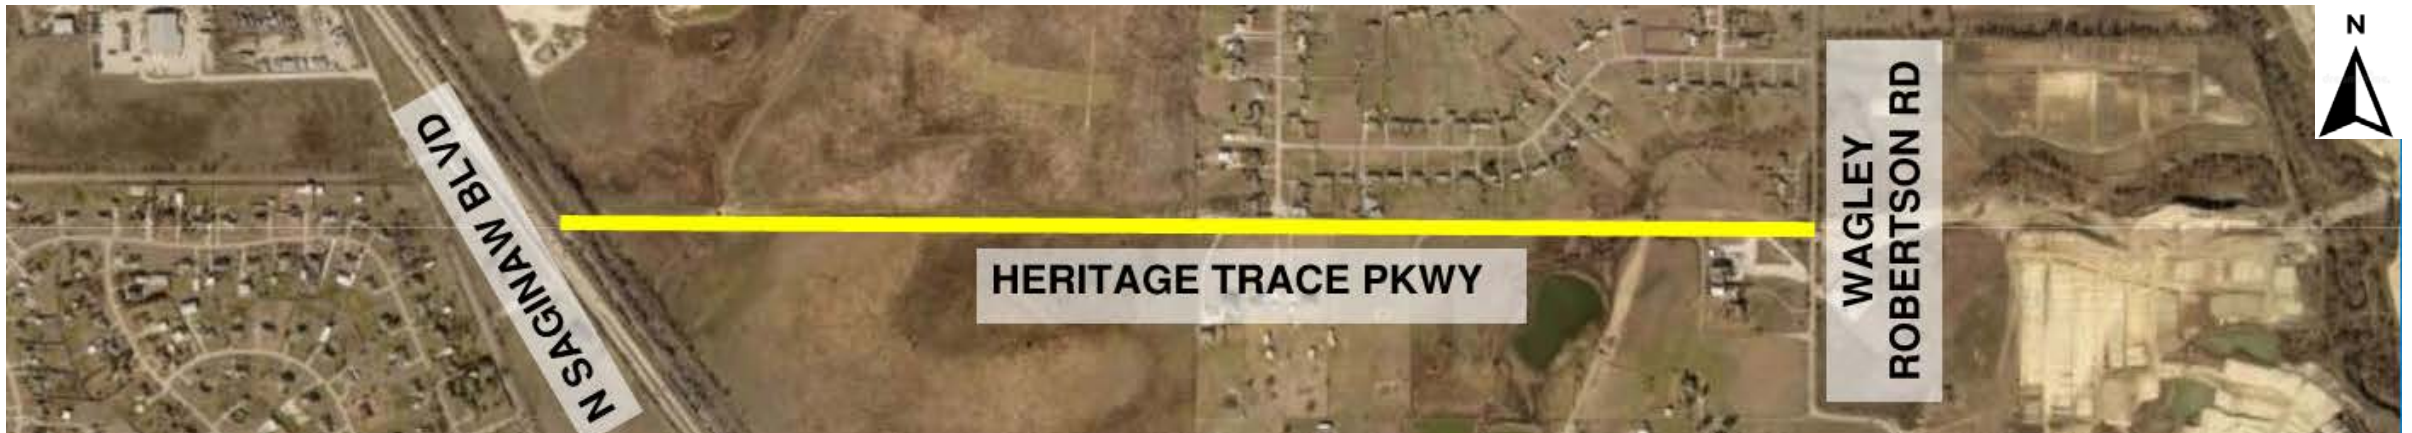 N SAGINAW BLVD
HERITAGE TRACE PKWY
WAGLEY
ROBERTSON RD
N